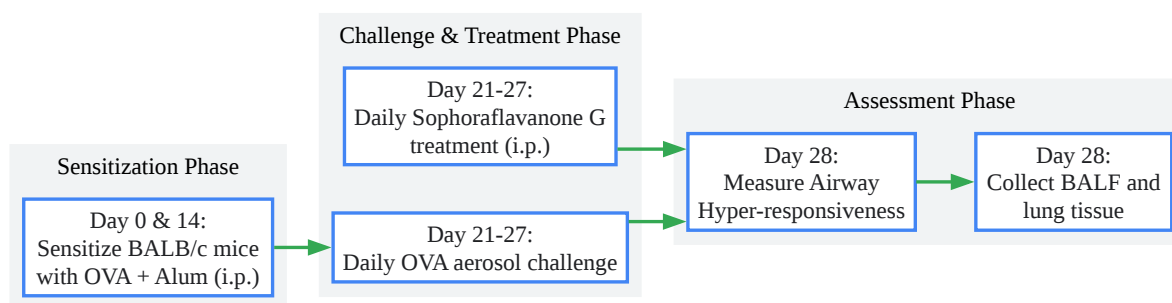 Sensitization Phase
Day 0 & 14:
Sensitize BALB/c mice
with OVA + Alum (i.p.)
Challenge & Treatment Phase
Day 21-27:
Daily Sophoraflavanone G
treatment (i.p.)
Day 21-27:
Daily OVA aerosol challenge
Assessment Phase
Day 28:
Measure Airway
Hyper-responsiveness
Day 28:
Collect BALF and
lung tissue